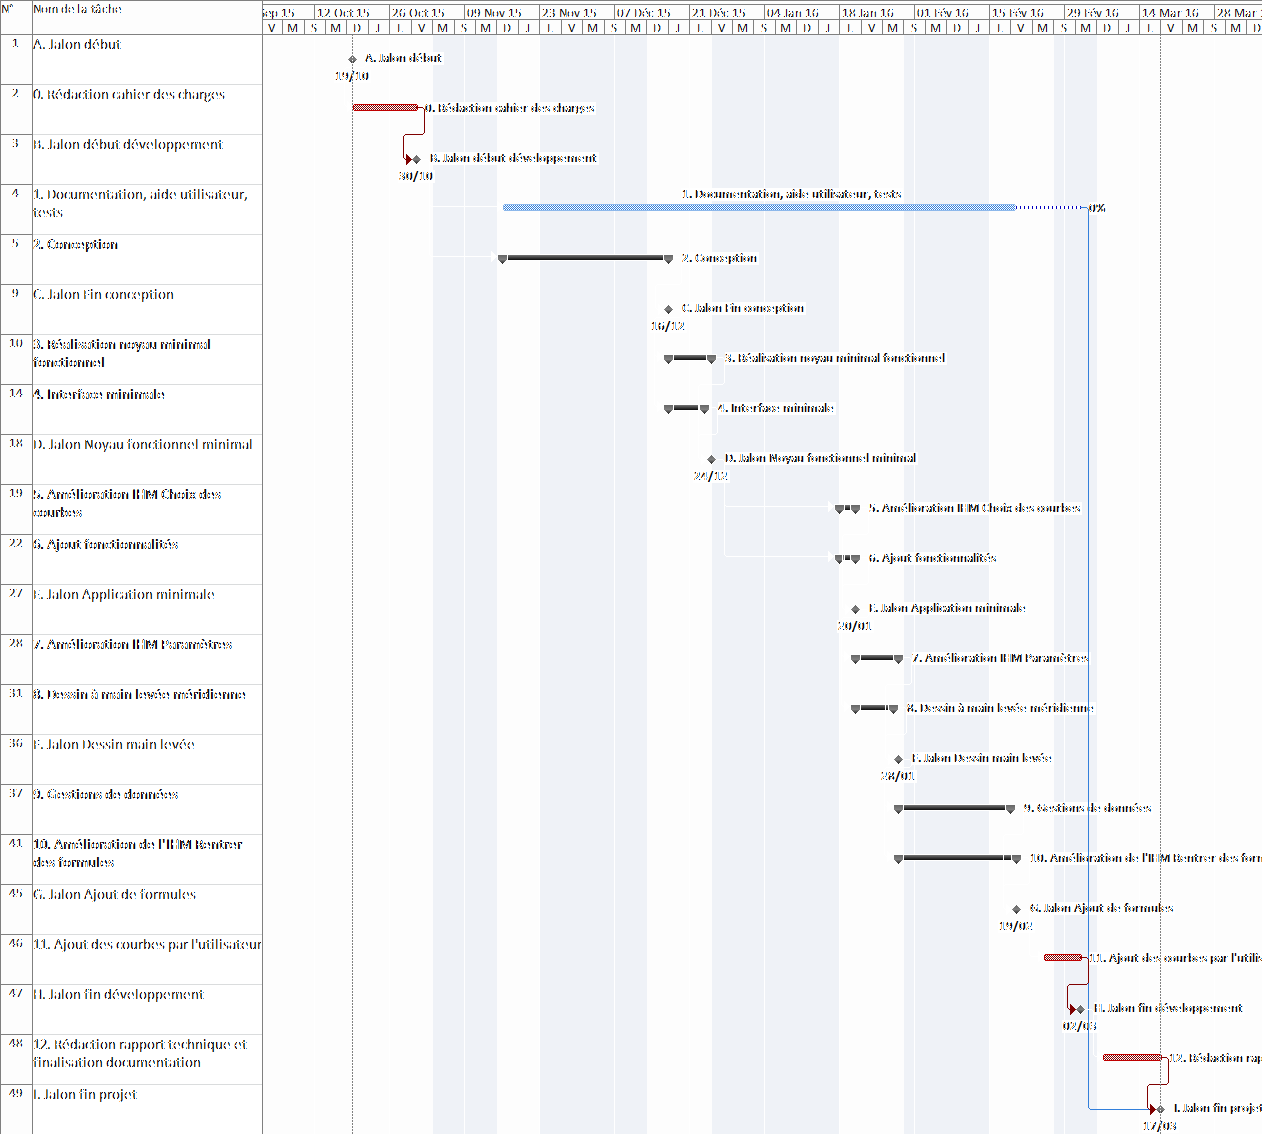 N° Nom de la tâche
Sep 15 12 Oct 15 26 Oct 15 09 Nov 15 23 Nov 15 07 Déc 15 21 Déc 15 04 Jan 16 18 Jan 16 01 Fév 16 15 Fév 16 29 Fév 16 14 Mar 16 28 Mar
V M S M D J L V M S M D J L V M S M D J L V M S M D J L V M S M D J L V M S M D J L V M S M D
1 A. Jalon début
A. Jalon début
19/10
2 0. Rédaction cahier des charges
0. Rédaction cahier des charges
3 B. Jalon début développement
B. Jalon début développement
30/10
4 1. Documentation, aide utilisateur,
tests
1. Documentation, aide utilisateur, tests
0%
5 2. Conception
2. Conception
9 C. Jalon Fin conception
C. Jalon Fin conception
16/12
10 3. Réalisation noyau minimal
fonctionnel
3. Réalisation noyau minimal fonctionnel
14 4. Interface minimale
4. Interface minimale
18 D. Jalon Noyau fonctionnel minimal
D. Jalon Noyau fonctionnel minimal
24/12
19 5. Amélioration IHM Choix des
courbes
5. Amélioration IHM Choix des courbes
22 6. Ajout fonctionnalités
6. Ajout fonctionnalités
27 E. Jalon Application minimale
E. Jalon Application minimale
20/01
28 7. Amélioration IHM Paramètres
7. Amélioration IHM Paramètres
31 8. Dessin à main levée méridienne
8. Dessin à main levée méridienne
36 F. Jalon Dessin main levée
F. Jalon Dessin main levée
28/01
37 9. Gestions de données
9. Gestions de données
41 10. Amélioration de l'IHM Rentrer
des formules
10. Amélioration de l'IHM Rentrer des form
45 G. Jalon Ajout de formules
G. Jalon Ajout de formules
19/02
46 11. Ajout des courbes par l'utilisateur
11. Ajout des courbes par l'utilis
47 H. Jalon fin développement
H. Jalon fin développement
02/03
48 12. Rédaction rapport technique et
finalisation documentation
12. Rédaction rap
49 I. Jalon fin projet
I. Jalon fin projet
17/03